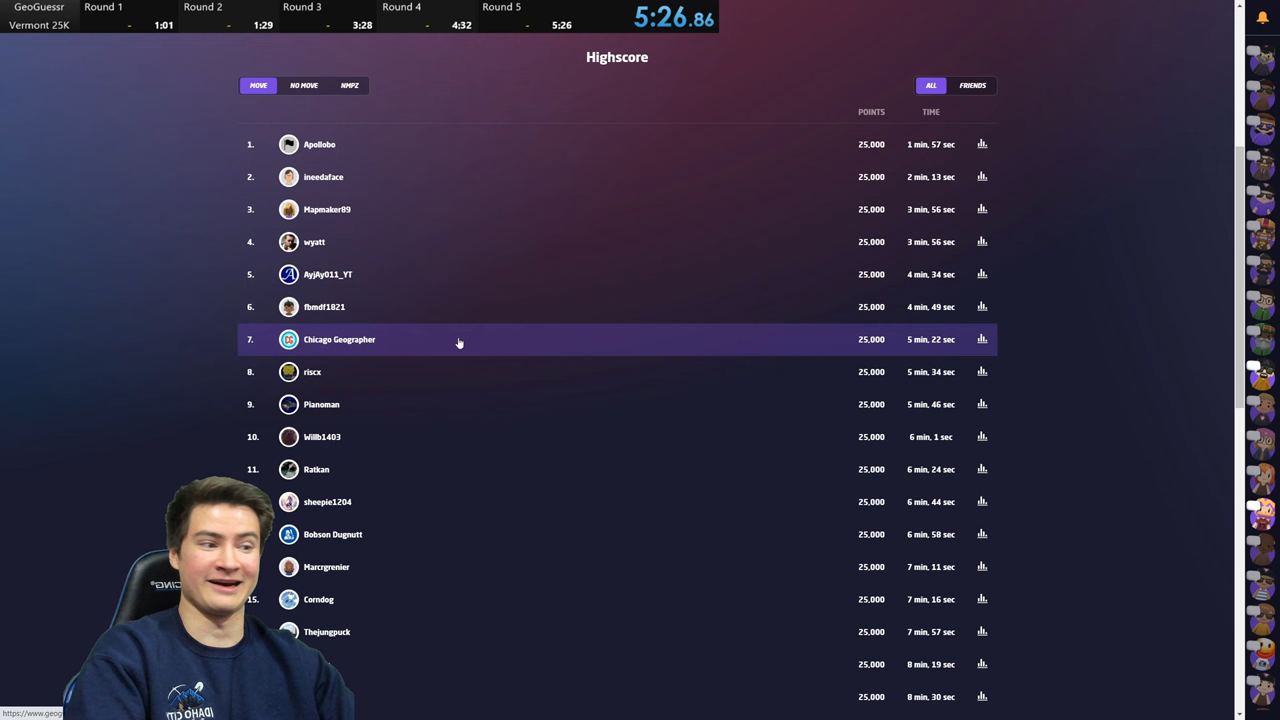 GeoGuessr Round 1 Round 2 Round 3 Round 4 Round 5
Vermont 25K - 1:01 - 1:29 - 3:28 - 4:32 - 5:26
5:26.86
Highscore
MOVE NO MOVE NMPZ ALL FRIENDS
POINTS TIME
1. Apollobo 25,000 1 min, 57 sec
2. ineedaface 25,000 2 min, 13 sec
3. Mapmaker89 25,000 3 min, 56 sec
4. wyatt 25,000 3 min, 56 sec
5. AyjAy011_YT 25,000 4 min, 34 sec
6. fbmdf1821 25,000 4 min, 49 sec
7. CG Chicago Geographer 25,000 5 min, 22 sec
8. riscx 25,000 5 min, 34 sec
9. Pianoman 25,000 5 min, 46 sec
10. Willb1403 25,000 6 min, 1 sec
11. Ratkan 25,000 6 min, 24 sec
sheepie1204 25,000 6 min, 44 sec
Bobson Dugnutt 25,000 6 min, 58 sec
Marcrgrenier 25,000 7 min, 11 sec
15. Corndog 25,000 7 min, 16 sec
Thejungpuck 25,000 7 min, 57 sec
25,000 8 min, 19 sec
25,000 8 min, 30 sec
IDAHO CITY
https://www.geog